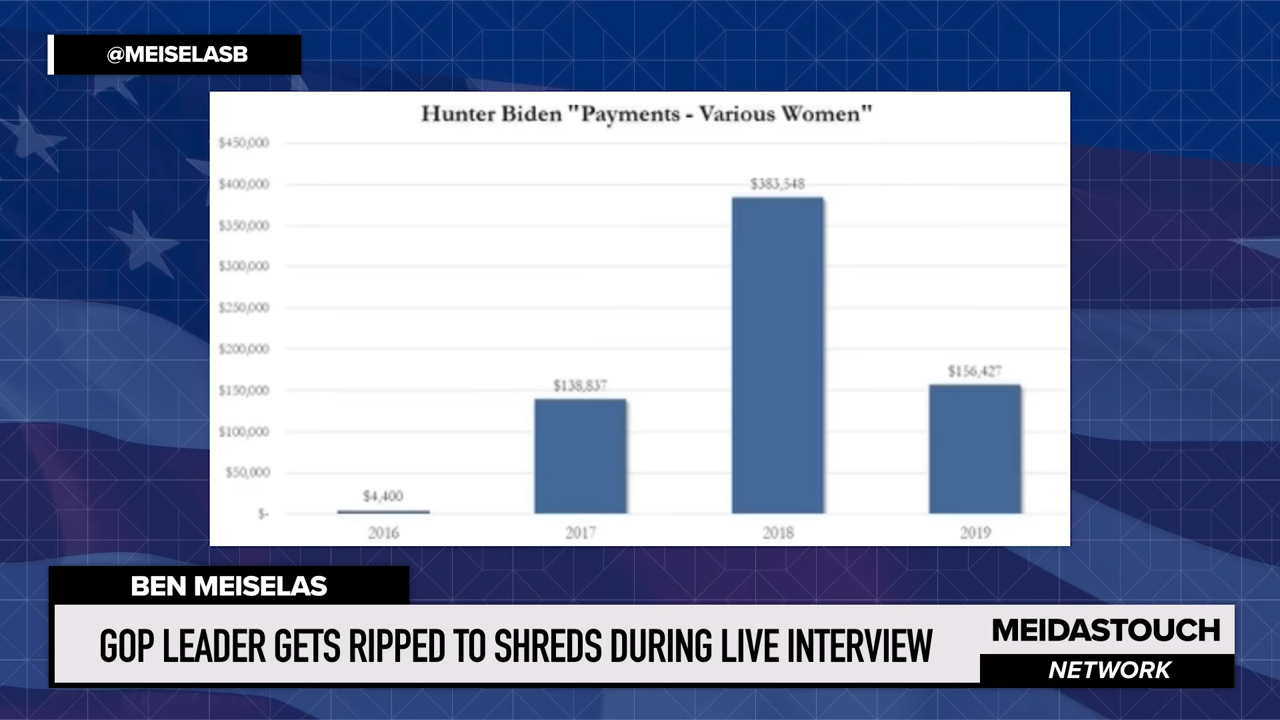 @MEISELASB
Hunter Biden "Payments - Various Women"
$450,000
$400,000
$350,000
$300,000
$250,000
$200,000
$150,000
$100,000
$50,000
$-
$4,400
$138,837
$383,548
$156,427
2016 2017 2018 2019
BEN MEISELAS
GOP LEADER GETS RIPPED TO SHREDS DURING LIVE INTERVIEW
MEIDASTOUCH
NETWORK